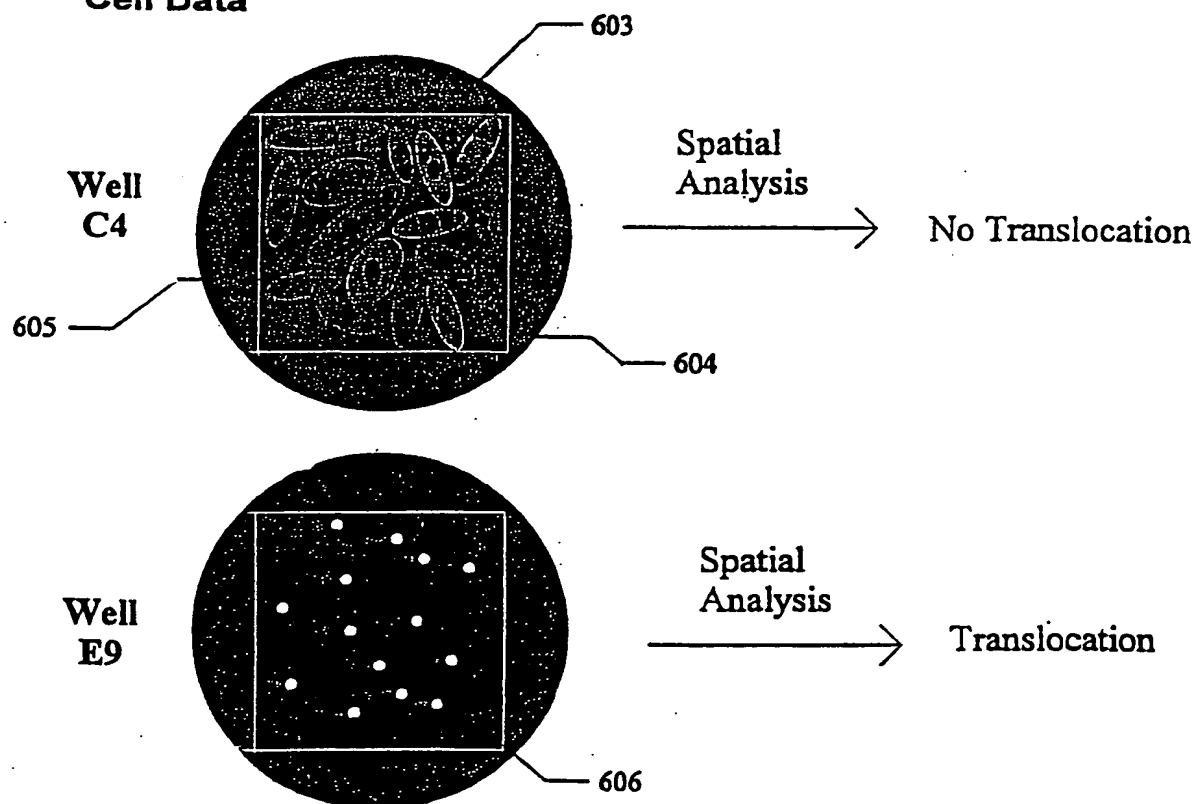 Cell Data
603
Spatial
Analysis
Well
C4
No Translocation
605
604
Spatial
Analysis
Well
E9
Translocation
606